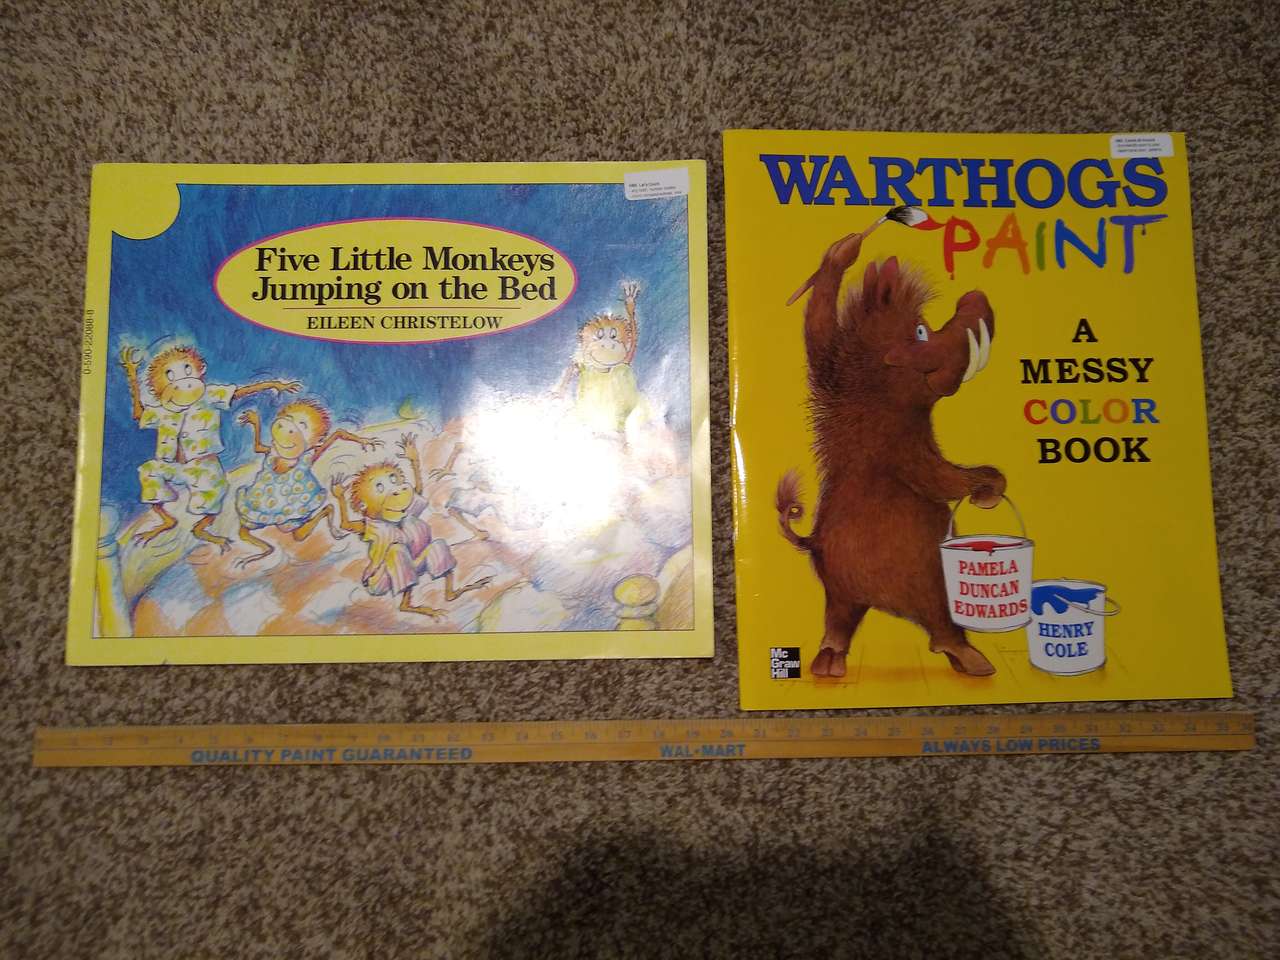 Five Little Monkeys
Jumping on the Bed
EILEEN CHRISTELOW
0-590-22088-8
WARTHOGS
PAINT
A
MESSY
COLOR
BOOK
PAMELA
DUNCAN
EDWARDS
HENRY
COLE
Mc
Graw
Hill
QUALITY PAINT GUARANTEED
WAL•MART
ALWAYS LOW PRICES